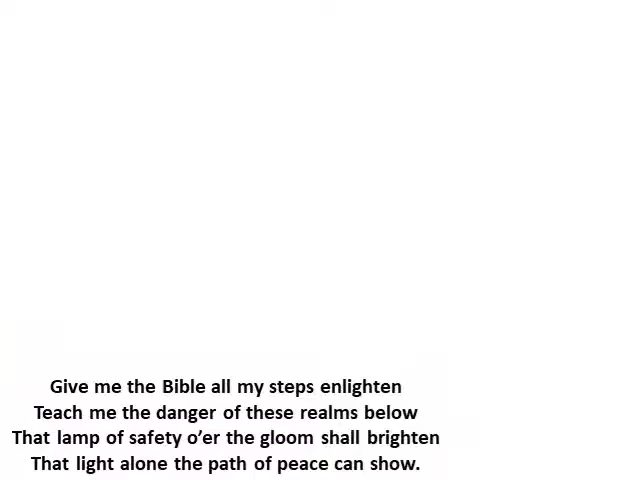 Give me the Bible all my steps enlighten
Teach me the danger of these realms below
That lamp of safety o’er the gloom shall brighten
That light alone the path of peace can show.